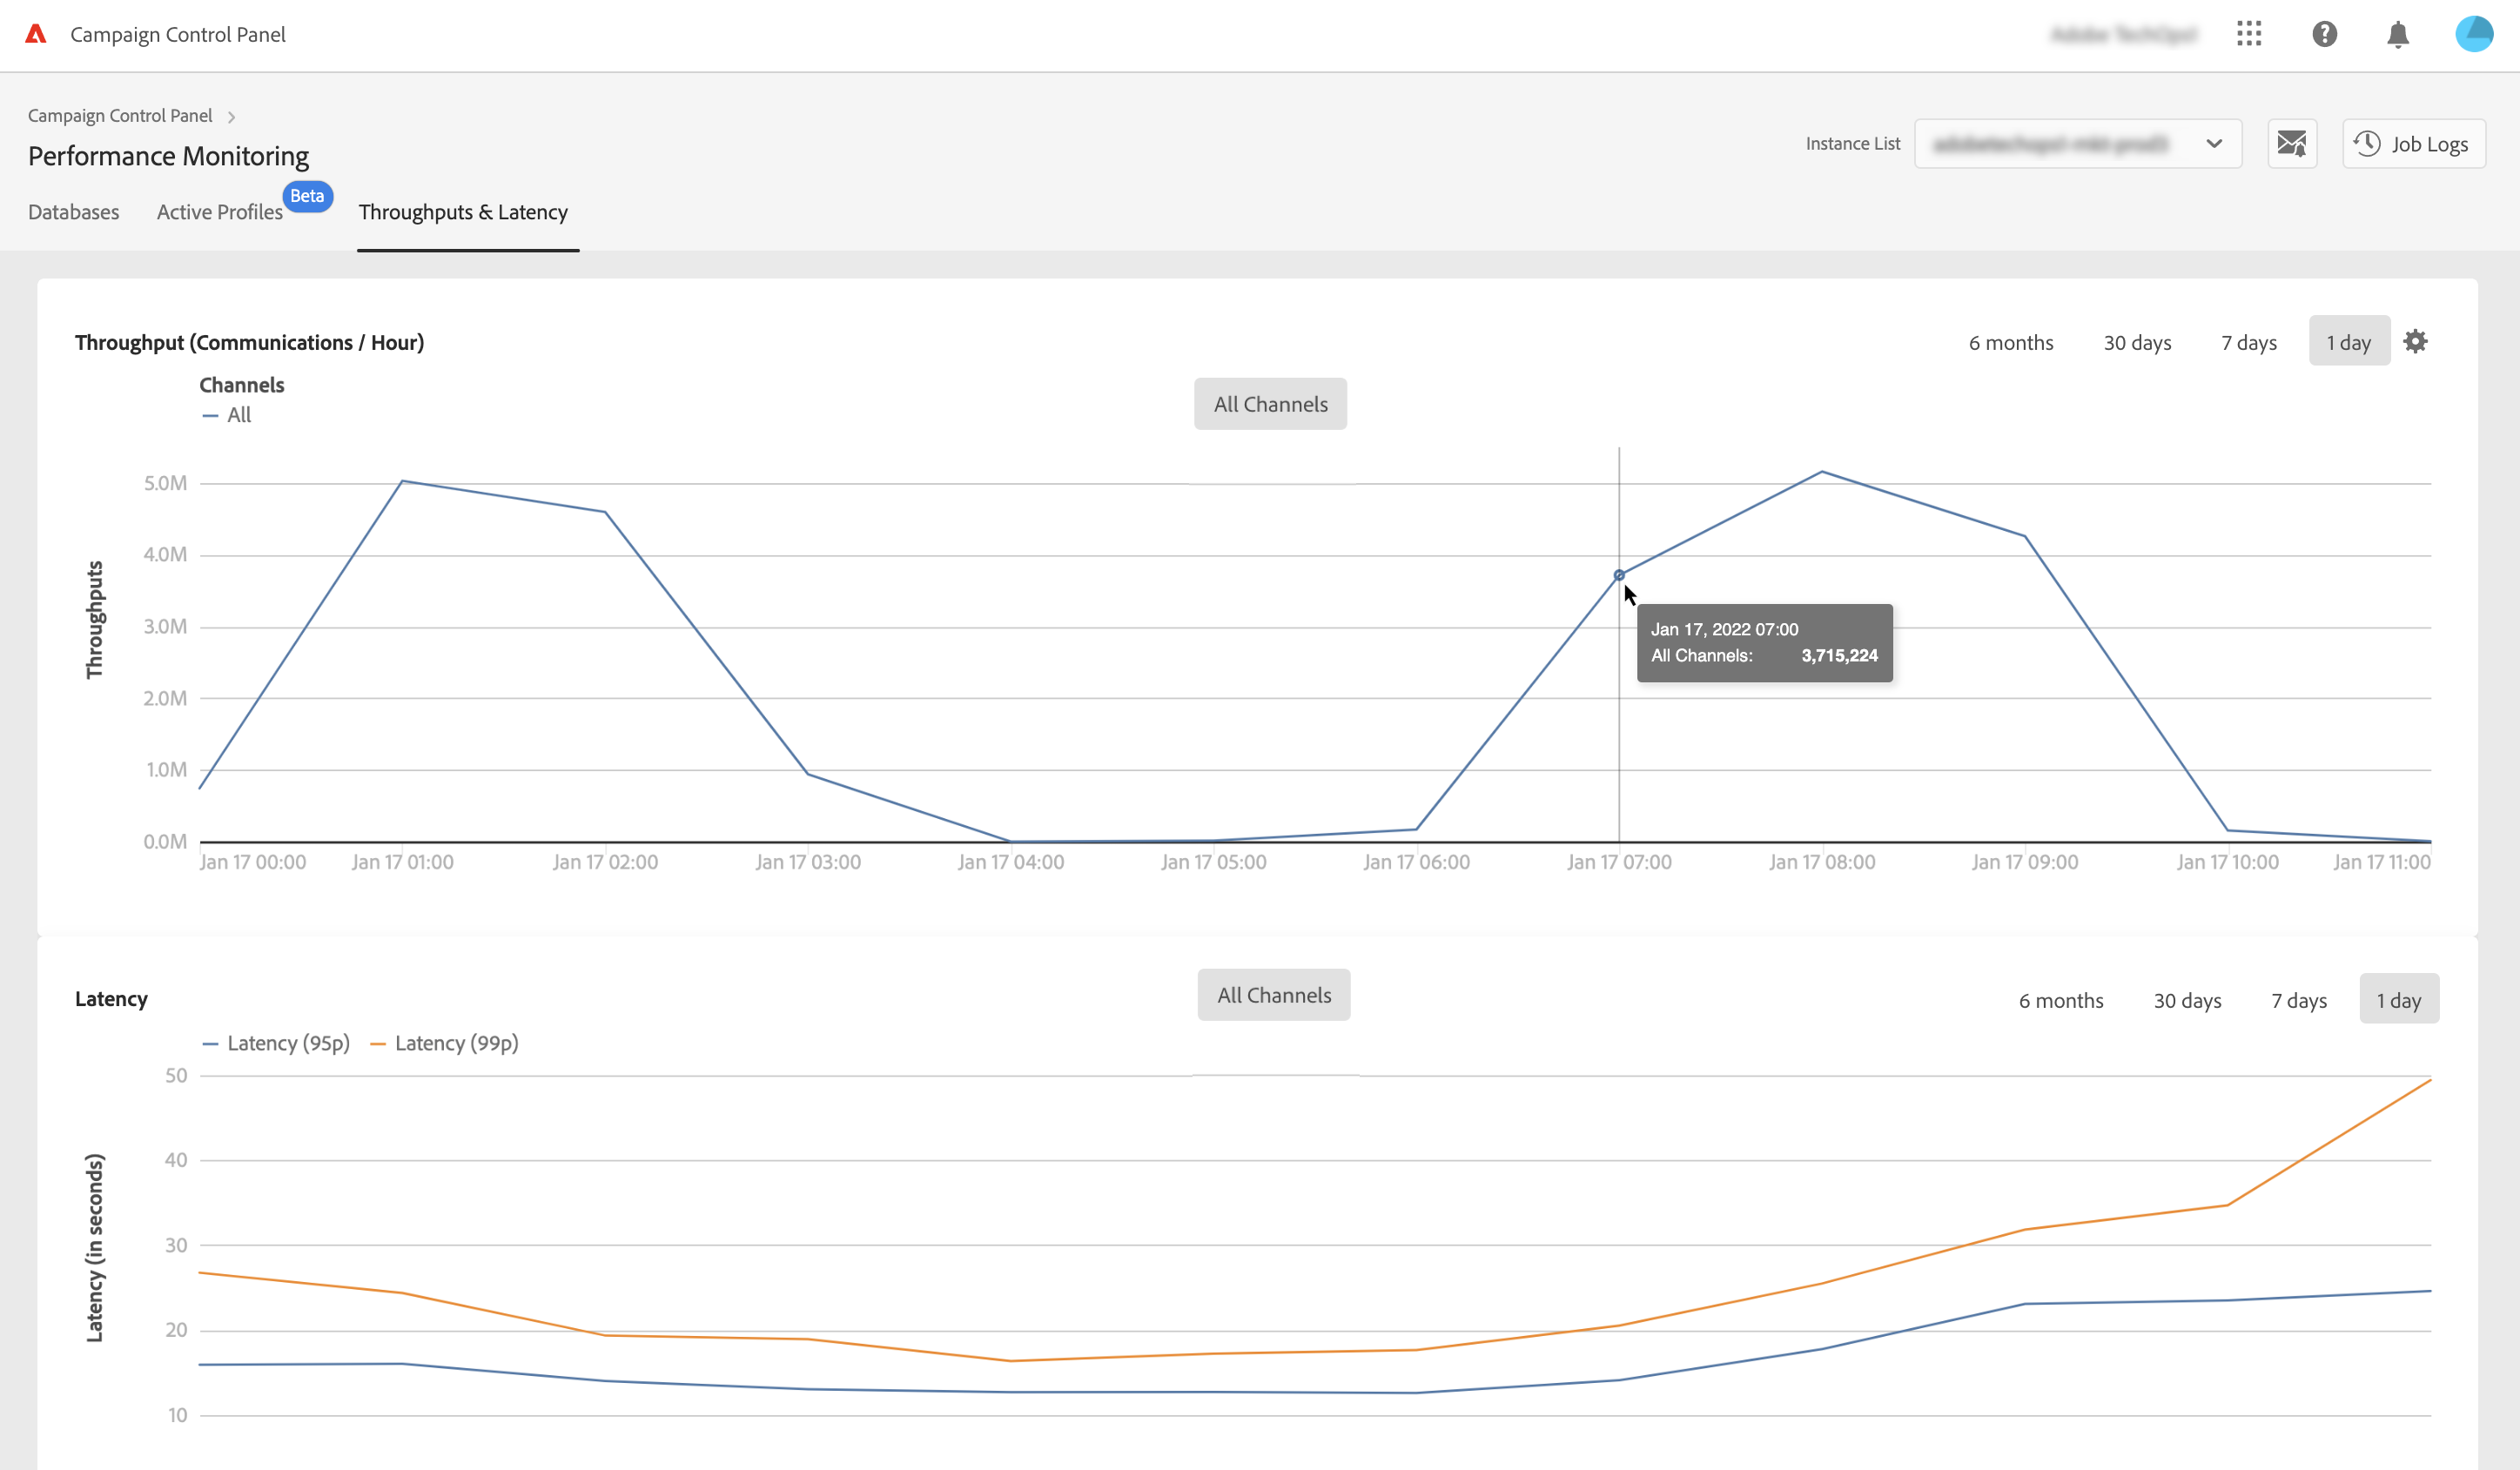 Campaign Control Panel
Campaign Control Panel
Performance Monitoring
Instance List
Job Logs
Databases
Active Profiles
Beta
Throughputs & Latency
Throughput (Communications / Hour)
6 months
30 days
7 days
1 day
Channels
All
All Channels
5.0M
4.0M
3.0M
2.0M
1.0M
0.0M
Throughputs
Jan 17, 2022 07:00
All Channels: 3,715,224
Jan 17 00:00
Jan 17 01:00
Jan 17 02:00
Jan 17 03:00
Jan 17 04:00
Jan 17 05:00
Jan 17 06:00
Jan 17 07:00
Jan 17 08:00
Jan 17 09:00
Jan 17 10:00
Jan 17 11:00
Latency
All Channels
6 months
30 days
7 days
1 day
Latency (95p)
Latency (99p)
50
40
30
20
10
Latency (in seconds)